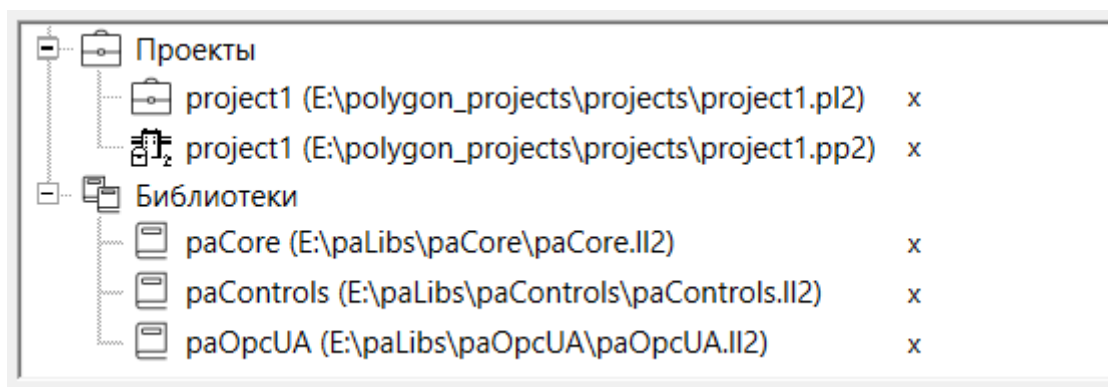 Проекты
project1 (E:\polygon_projects\projects\project1.pl2) x
project1 (E:\polygon_projects\projects\project1.pp2) x
Библиотеки
paCore (E:\paLibs\paCore\paCore.ll2) x
paControls (E:\paLibs\paControls\paControls.ll2) x
paOpcUA (E:\paLibs\paOpcUA\paOpcUA.ll2) x